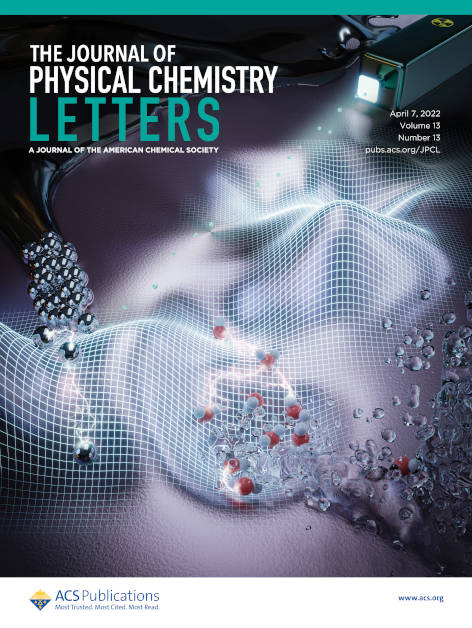 THE JOURNAL OF
PHYSICAL CHEMISTRY
LETTERS
A JOURNAL OF THE AMERICAN CHEMICAL SOCIETY
April 7, 2022
Volume 13
Number 13
pubs.acs.org/JPCL
ACS Publications
Most Trusted. Most Cited. Most Read.
www.acs.org